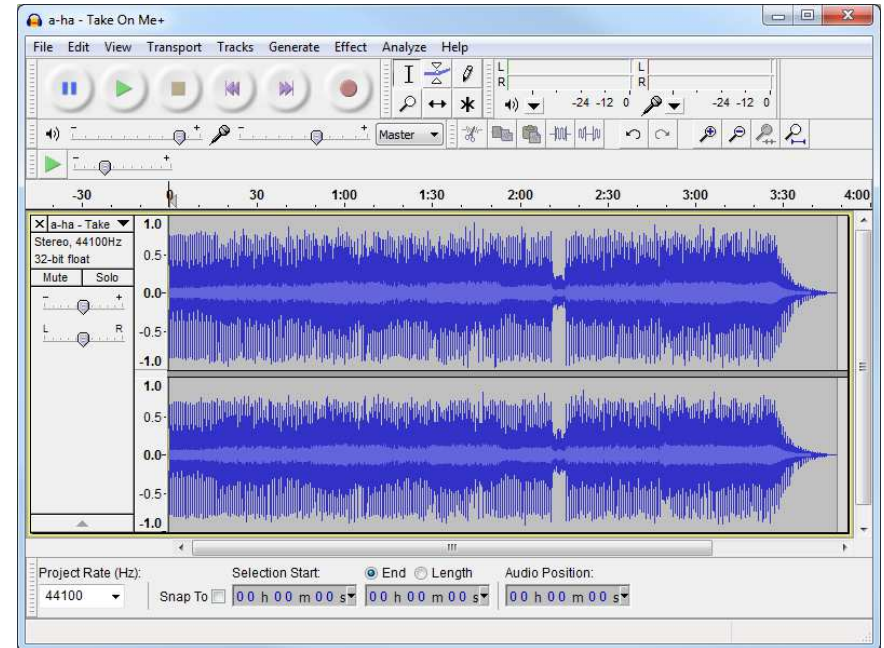 a-ha - Take On Me+
File Edit View Transport Tracks Generate Effect Analyze Help
L
R
-24 -12 0
L
R
-24 -12 0
- + - + Master
- +
-30 0 30 1:00 1:30 2:00 2:30 3:00 3:30 4:00
X a-ha - Take
Stereo, 44100Hz
32-bit float
Mute Solo
- +
L R
1.0
0.5-
0.0-
-0.5-
-1.0
1.0
0.5-
0.0-
-0.5-
-1.0
Project Rate (Hz): Selection Start: End Length Audio Position:
44100 Snap To 00 h 00 m 00 s 00 h 00 m 00 s 00 h 00 m 00 s